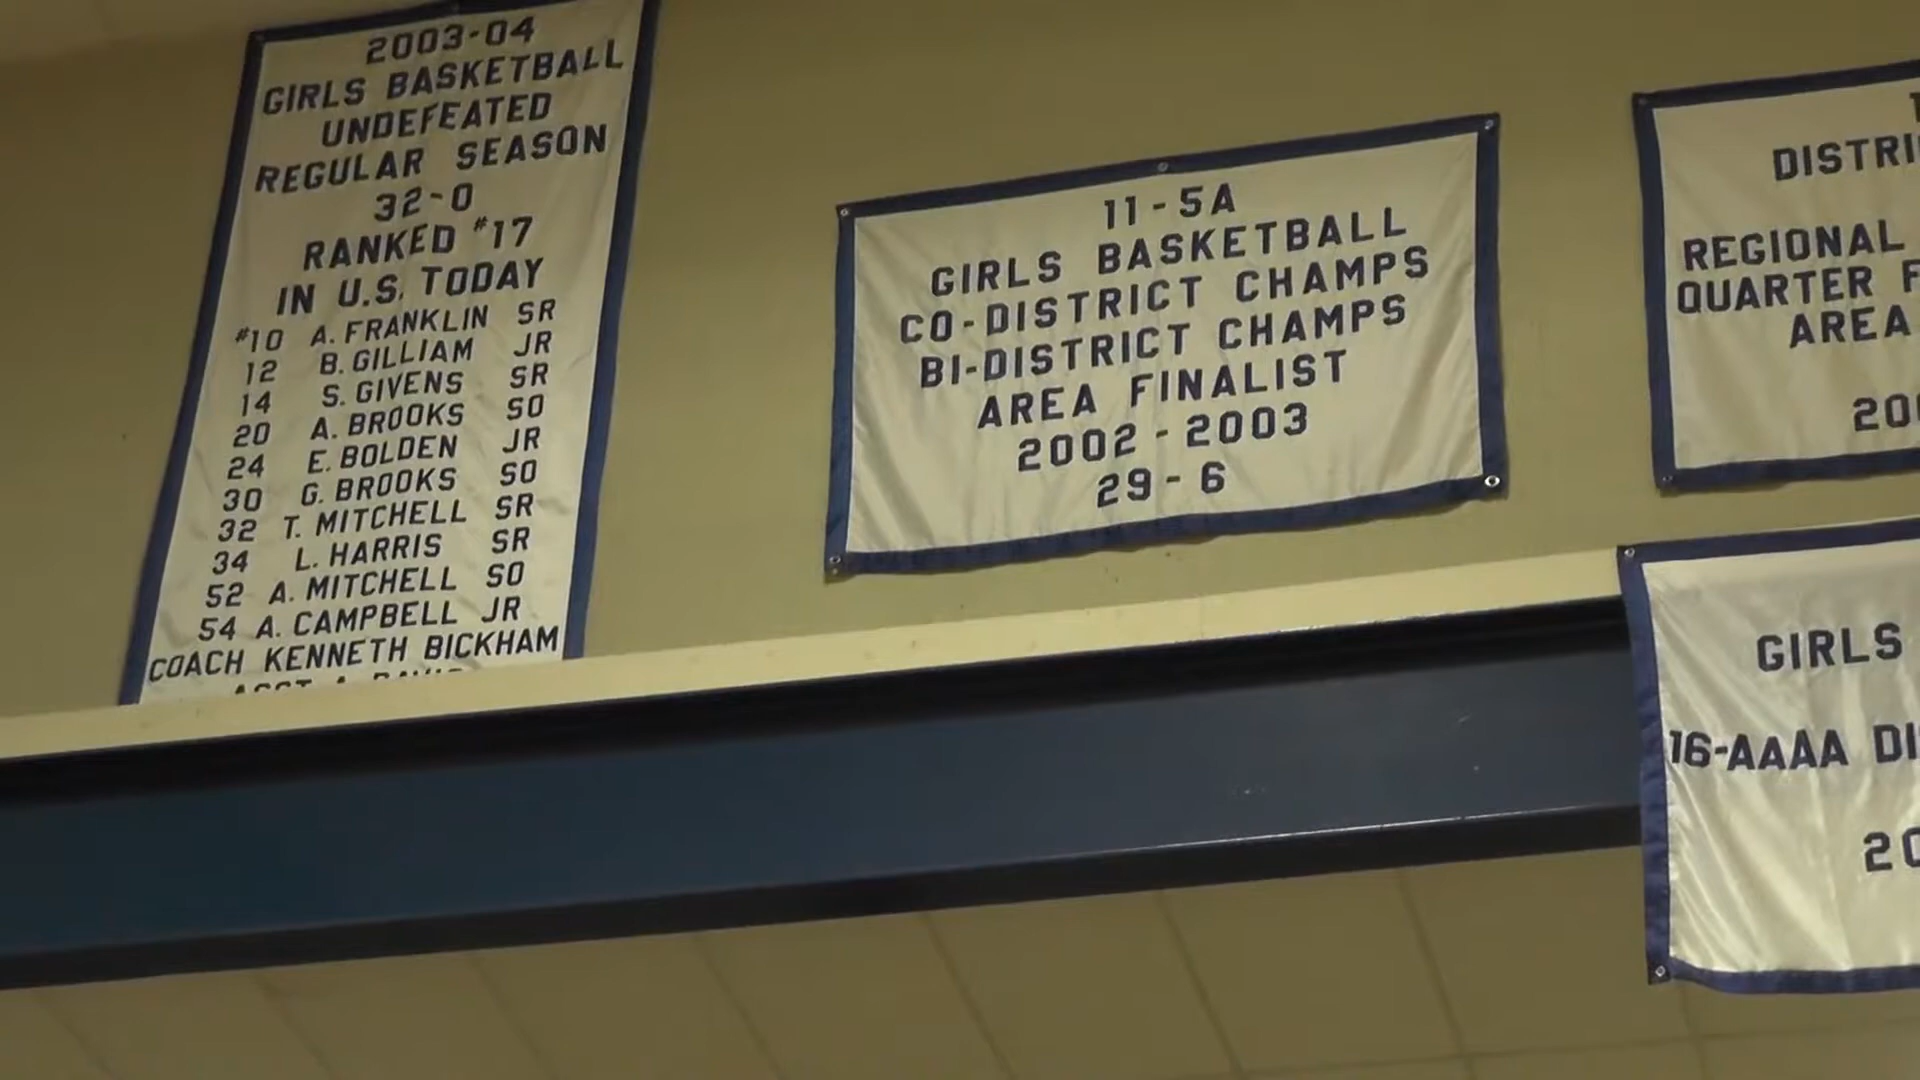 2003-04
GIRLS BASKETBALL
UNDEFEATED
REGULAR SEASON
32-0
RANKED #17
IN U.S. TODAY
#10 A. FRANKLIN SR
12 B. GILLIAM JR
14 S. GIVENS SR
20 A. BROOKS SO
24 E. BOLDEN JR
30 G. BROOKS SO
32 T. MITCHELL SR
34 L. HARRIS SR
52 A. MITCHELL SO
54 A. CAMPBELL JR
COACH KENNETH BICKHAM
11-5A
GIRLS BASKETBALL
CO-DISTRICT CHAMPS
BI-DISTRICT CHAMPS
AREA FINALIST
2002-2003
29-6
DISTRI
REGIONAL
QUARTER F
AREA
200
GIRLS
16-AAAA DI
20